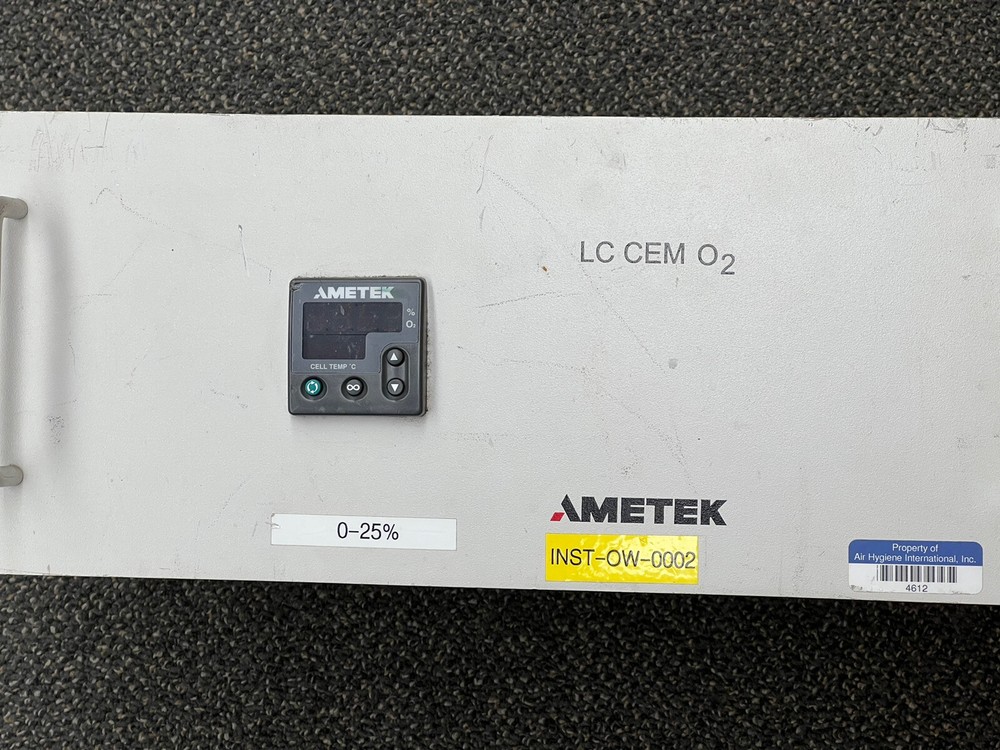 LC CEM O₂
AMETEK
%
O₂
CELL TEMP °C
AMETEK
0-25%
INST-OW-0002
Property of
Air Hygiene International, Inc.
4612